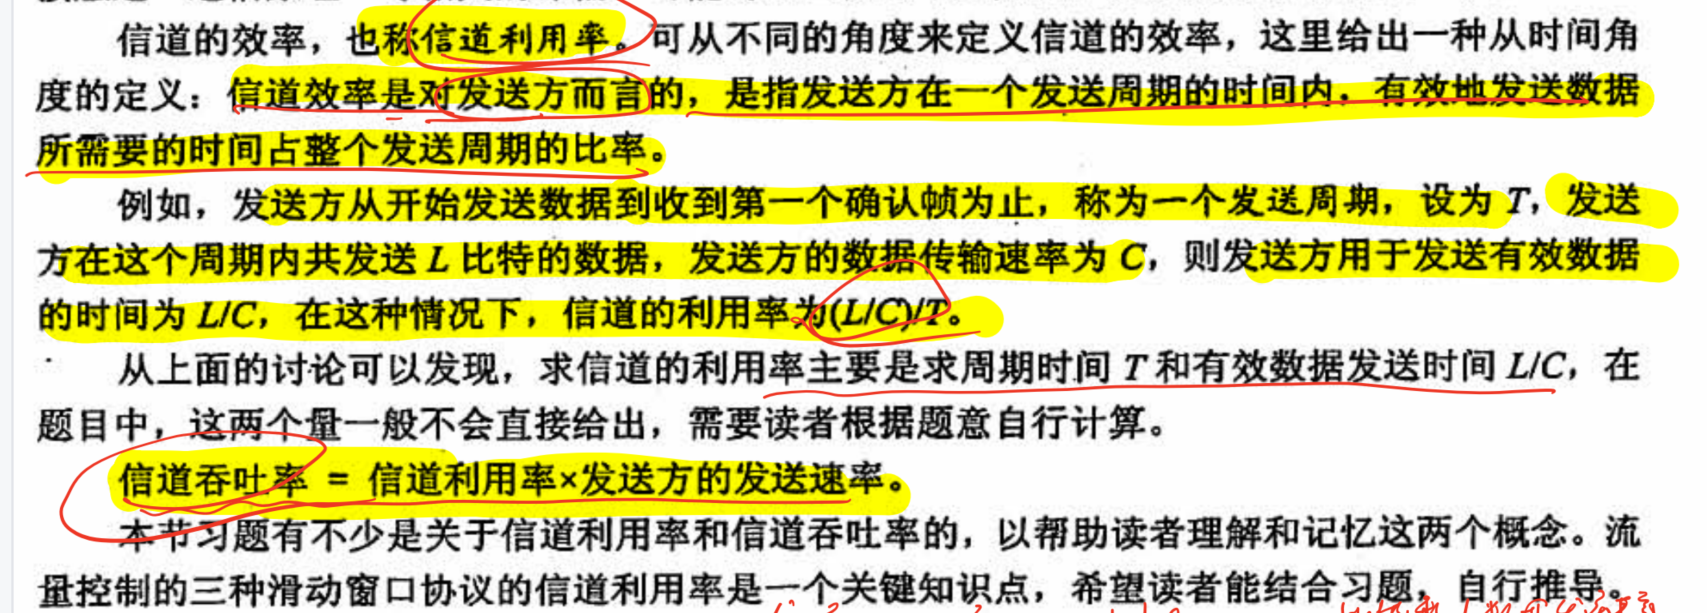 信道的效率，也称信道利用率。可从不同的角度来定义信道的效率，这里给出一种从时间角
度的定义：信道效率是对发送方而言的，是指发送方在一个发送周期的时间内，有效地发送数据
所需要的时间占整个发送周期的比率。
例如，发送方从开始发送数据到收到第一个确认帧为止，称为一个发送周期，设为 T，发送
方在这个周期内共发送 L 比特的数据，发送方的数据传输速率为 C，则发送方用于发送有效数据
的时间为 L/C，在这种情况下，信道的利用率为(L/C)/T。
从上面的讨论可以发现，求信道的利用率主要是求周期时间 T 和有效数据发送时间 L/C，在
题目中，这两个量一般不会直接给出，需要读者根据题意自行计算。
信道吞吐率 = 信道利用率×发送方的发送速率。
本节习题有不少是关于信道利用率和信道吞吐率的，以帮助读者理解和记忆这两个概念。流
量控制的三种滑动窗口协议的信道利用率是一个关键知识点，希望读者能结合习题，自行推导。